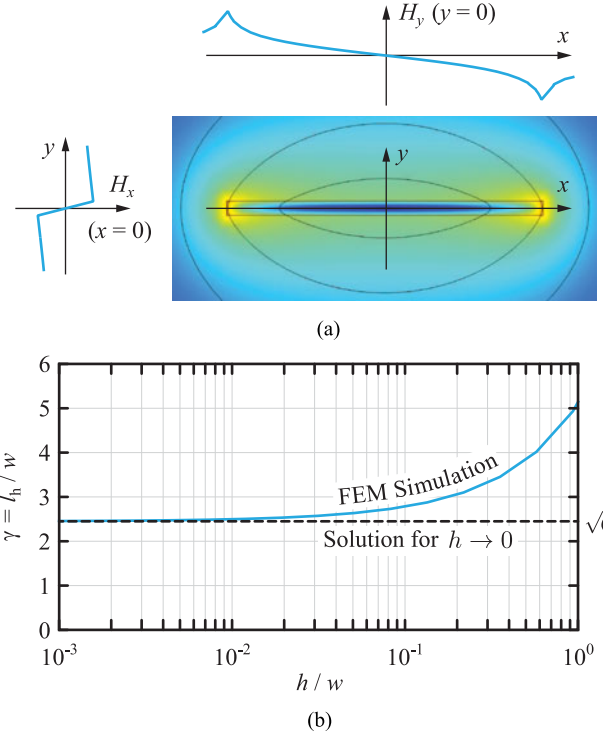 H_y (y = 0)
x
y
H_x
(x = 0)
y
x
(a)
6
5
4
3
2
1
0
γ = l_h / w
FEM Simulation
Solution for h → 0
10^-3
10^-2
10^-1
10^0
h / w
(b)